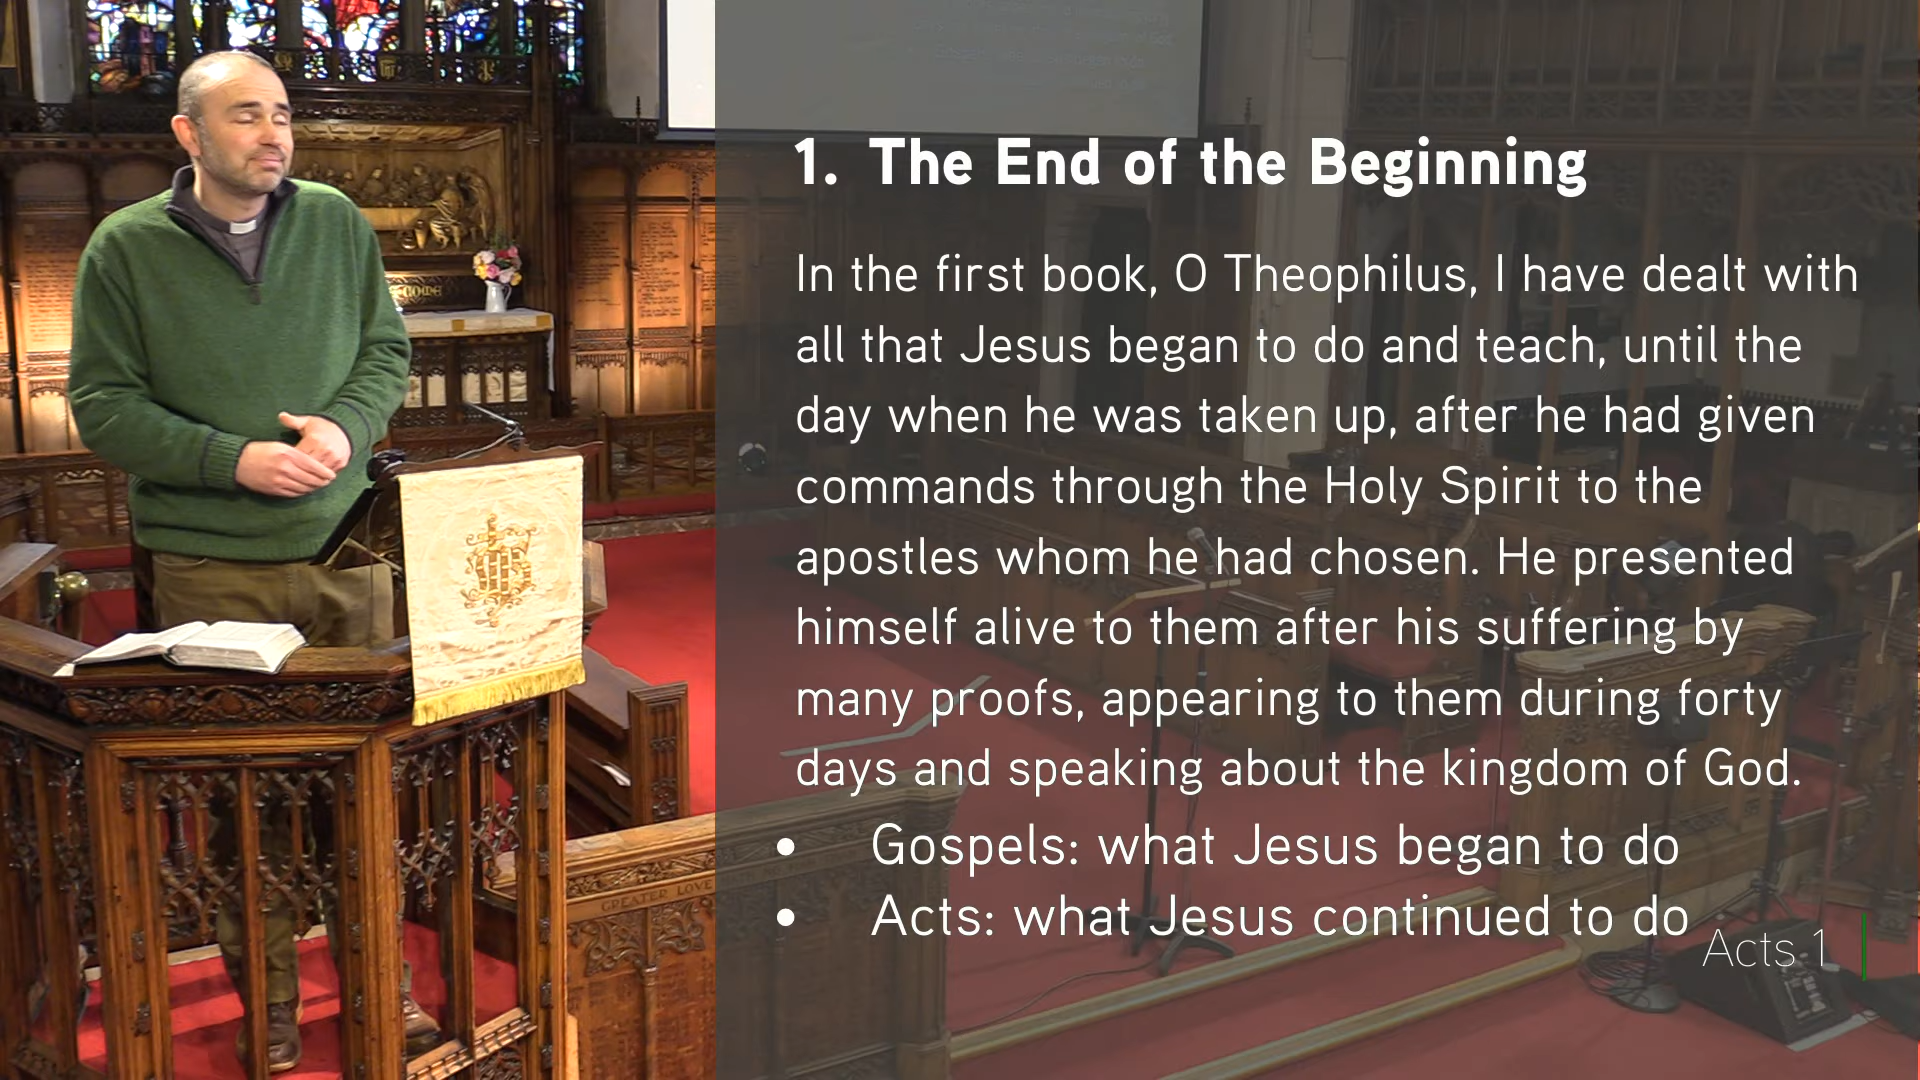 1. The End of the Beginning
In the first book, O Theophilus, I have dealt with
all that Jesus began to do and teach, until the
day when he was taken up, after he had given
commands through the Holy Spirit to the
apostles whom he had chosen. He presented
himself alive to them after his suffering by
many proofs, appearing to them during forty
days and speaking about the kingdom of God.
• Gospels: what Jesus began to do
• Acts: what Jesus continued to do
Acts 1
GREATER LOVE